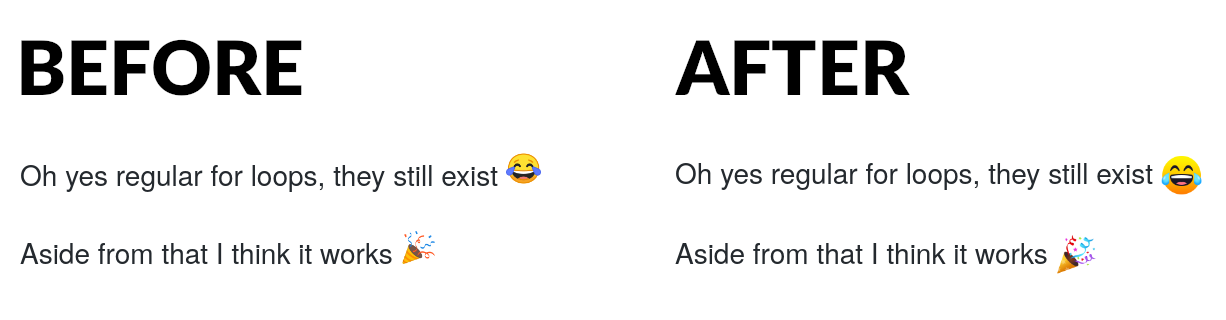 BEFORE
Oh yes regular for loops, they still exist 😂
Aside from that I think it works 🎉
AFTER
Oh yes regular for loops, they still exist 😂
Aside from that I think it works 🎉